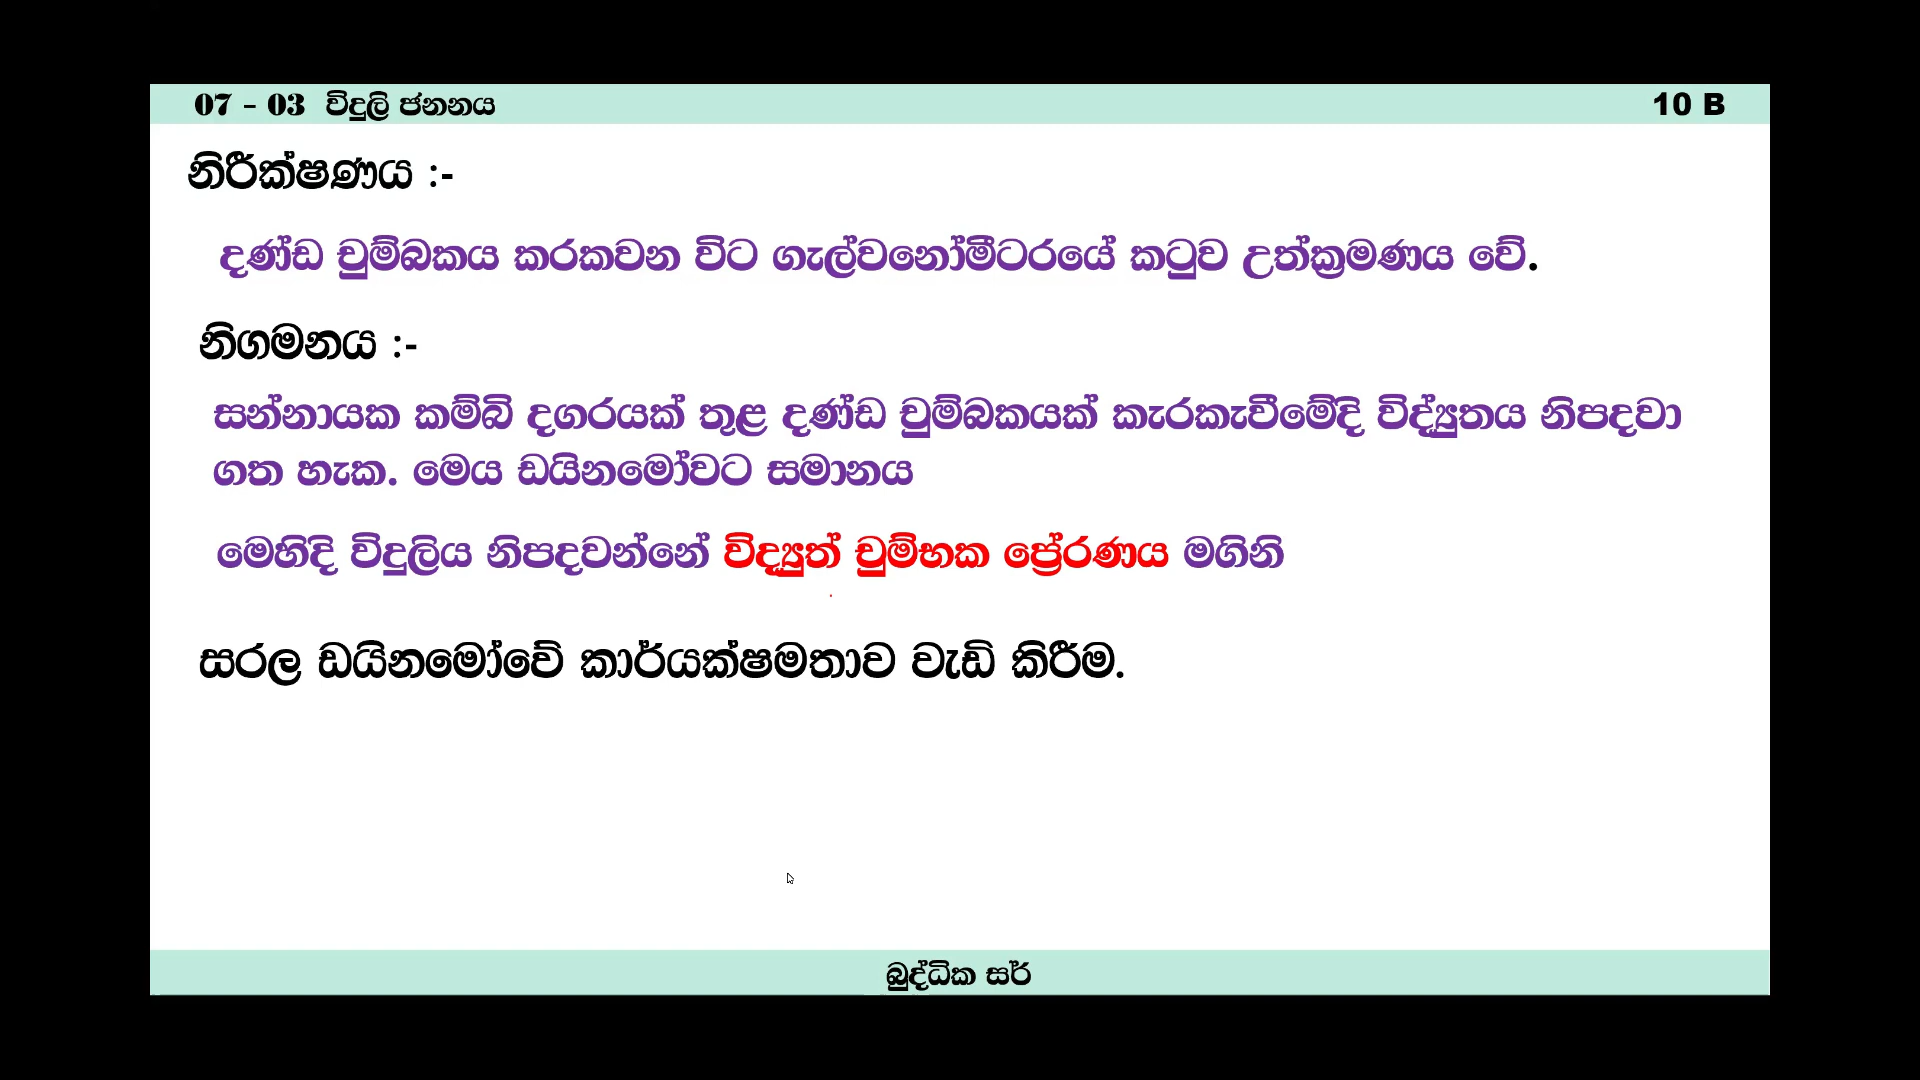 07 - 03 විදුලි ජනනය
10 B
නිරීක්ෂණය :-
දණ්ඩ චුම්බකය කරකවන විට ගැල්වනෝමීටරයේ කටුව උත්ක්‍රමණය වේ.
නිගමනය :-
සන්නායක කම්බි දගරයක් තුළ දණ්ඩ චුම්බකයක් කැරකැවීමේදි විද්‍යුතය නිපදවා
ගත හැක. මෙය ඩයිනමෝවට සමානය
මෙහිදි විදුලිය නිපදවන්නේ විද්‍යුත් චුම්භක ප්‍රේරණය මගිනි
සරල ඩයිනමෝවේ කාර්යක්ෂමතාව වැඩි කිරීම.
බුද්ධික සර්